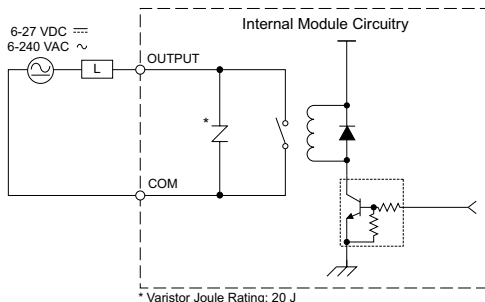 Internal Module Circuitry
6-27 VDC ⎓
6-240 VAC ∿
L
OUTPUT
*
COM
* Varistor Joule Rating: 20 J